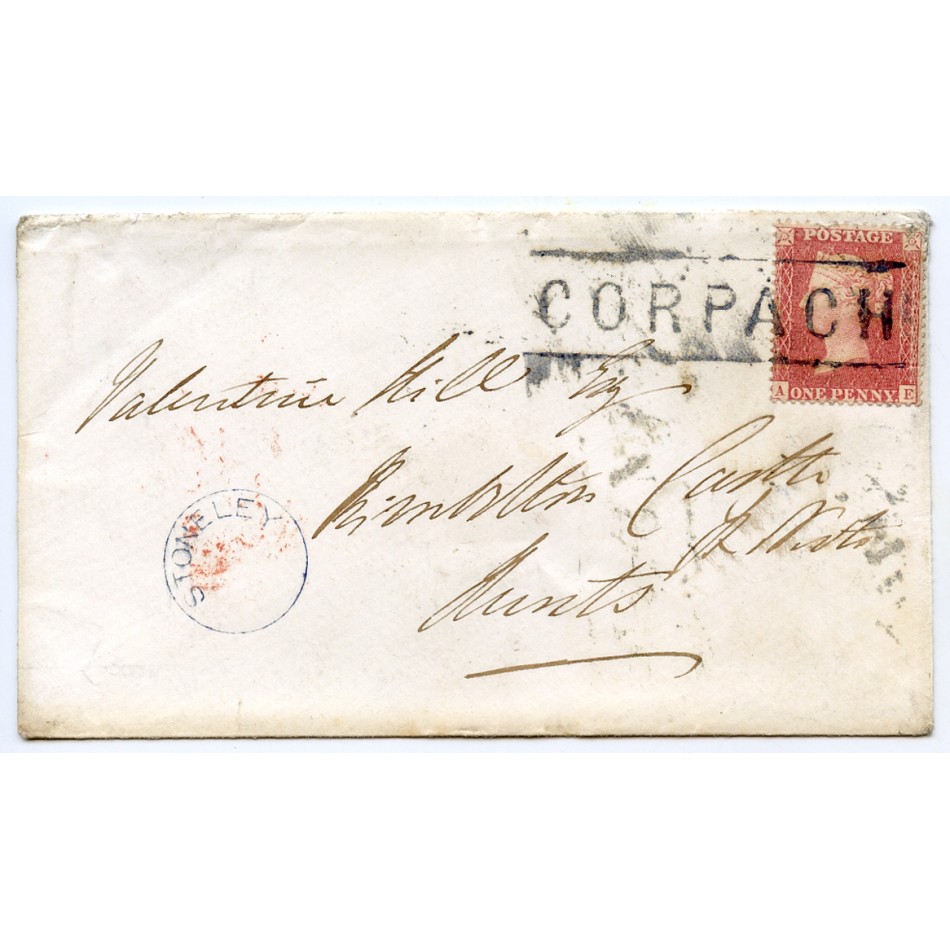 POSTAGE
CORPACH
A ONE PENNY. E
Valentine Hill Esq
Kimbolton Castle
St Neots
Hunts
STONELEY